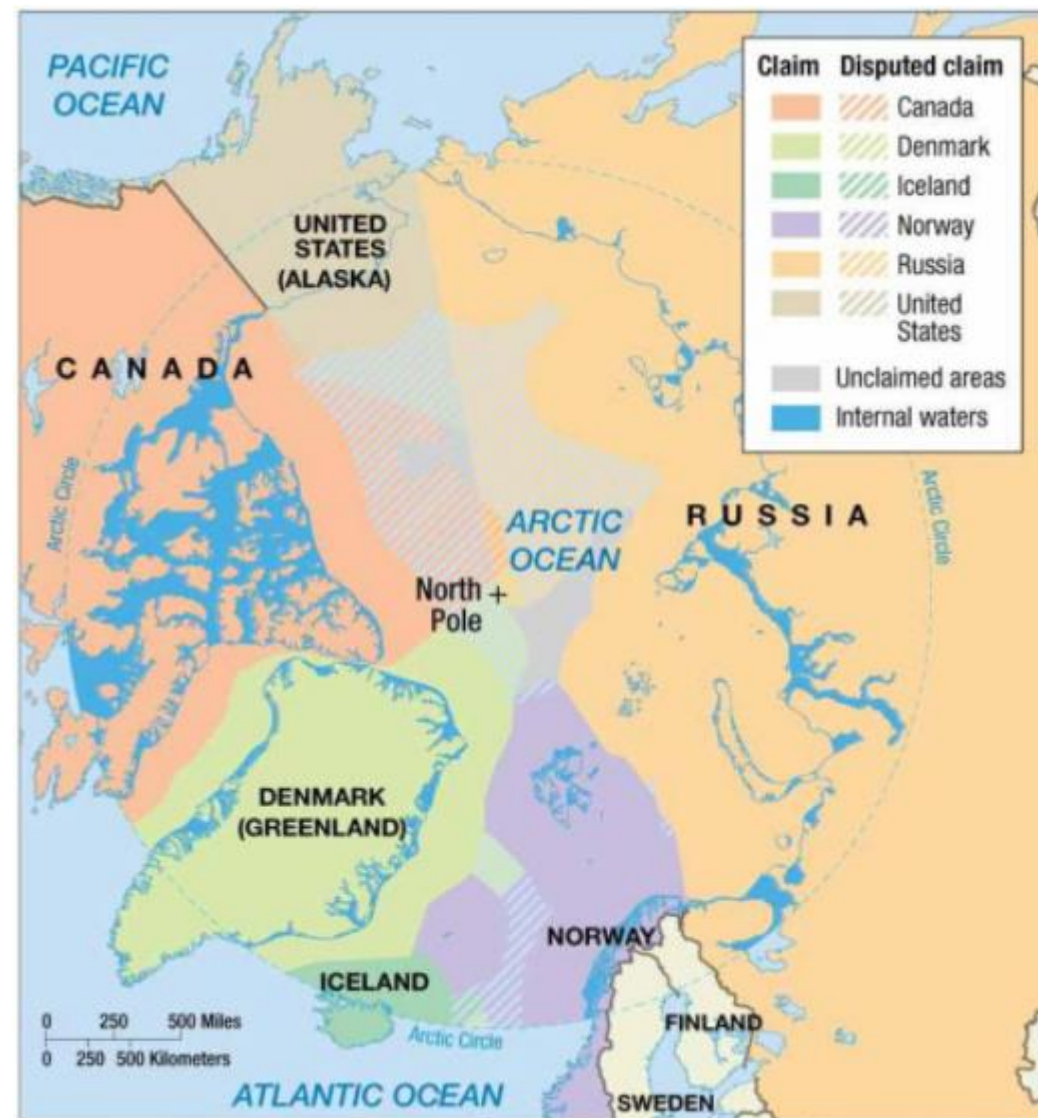 PACIFIC
OCEAN
Claim Disputed claim
Canada
Denmark
Iceland
Norway
Russia
United
States
Unclaimed areas
Internal waters
UNITED
STATES
(ALASKA)
CANADA
Arctic Circle
Arctic Circle
ARCTIC
OCEAN
RUSSIA
North
Pole
DENMARK
(GREENLAND)
NORWAY
ICELAND
FINLAND
Arctic Circle
0 250 500 Miles
0 250 500 Kilometers
ATLANTIC OCEAN
SWEDEN